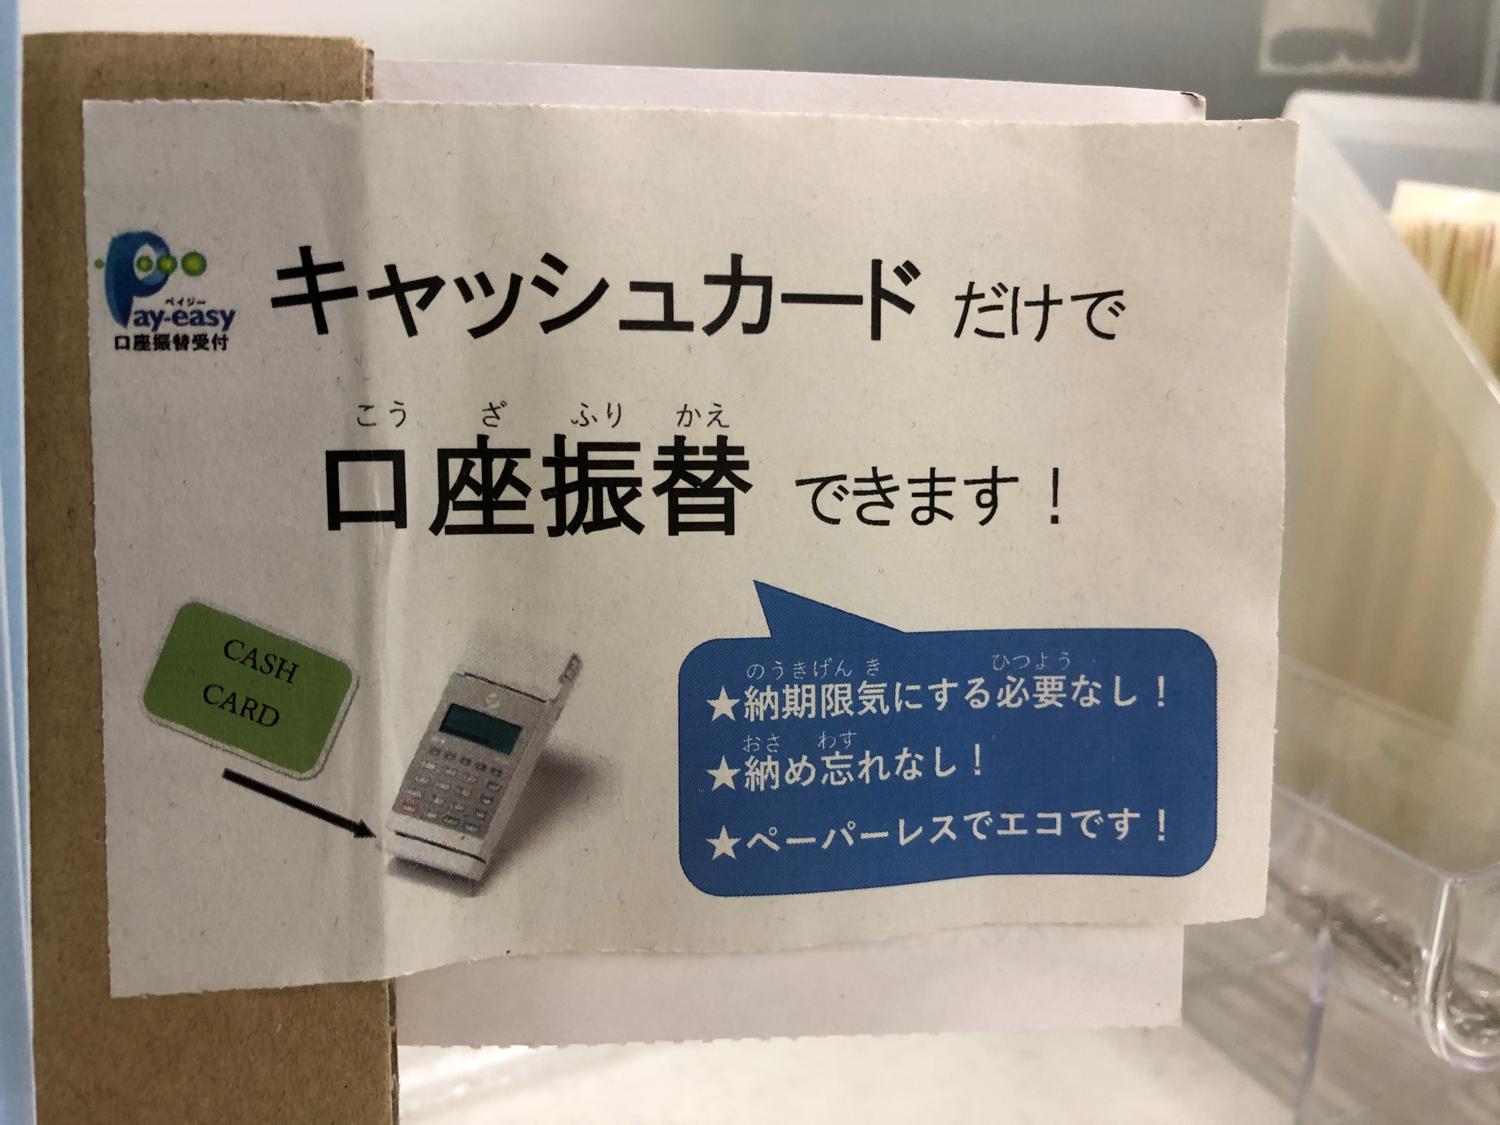 Pay-easy
ペイジー
口座振替受付
キャッシュカードだけで
こうざふりかえ
口座振替できます！
CASH
CARD
のうきげんき ひつよう
★納期限気にする必要なし！
おさ わす
★納め忘れなし！
★ペーパーレスでエコです！